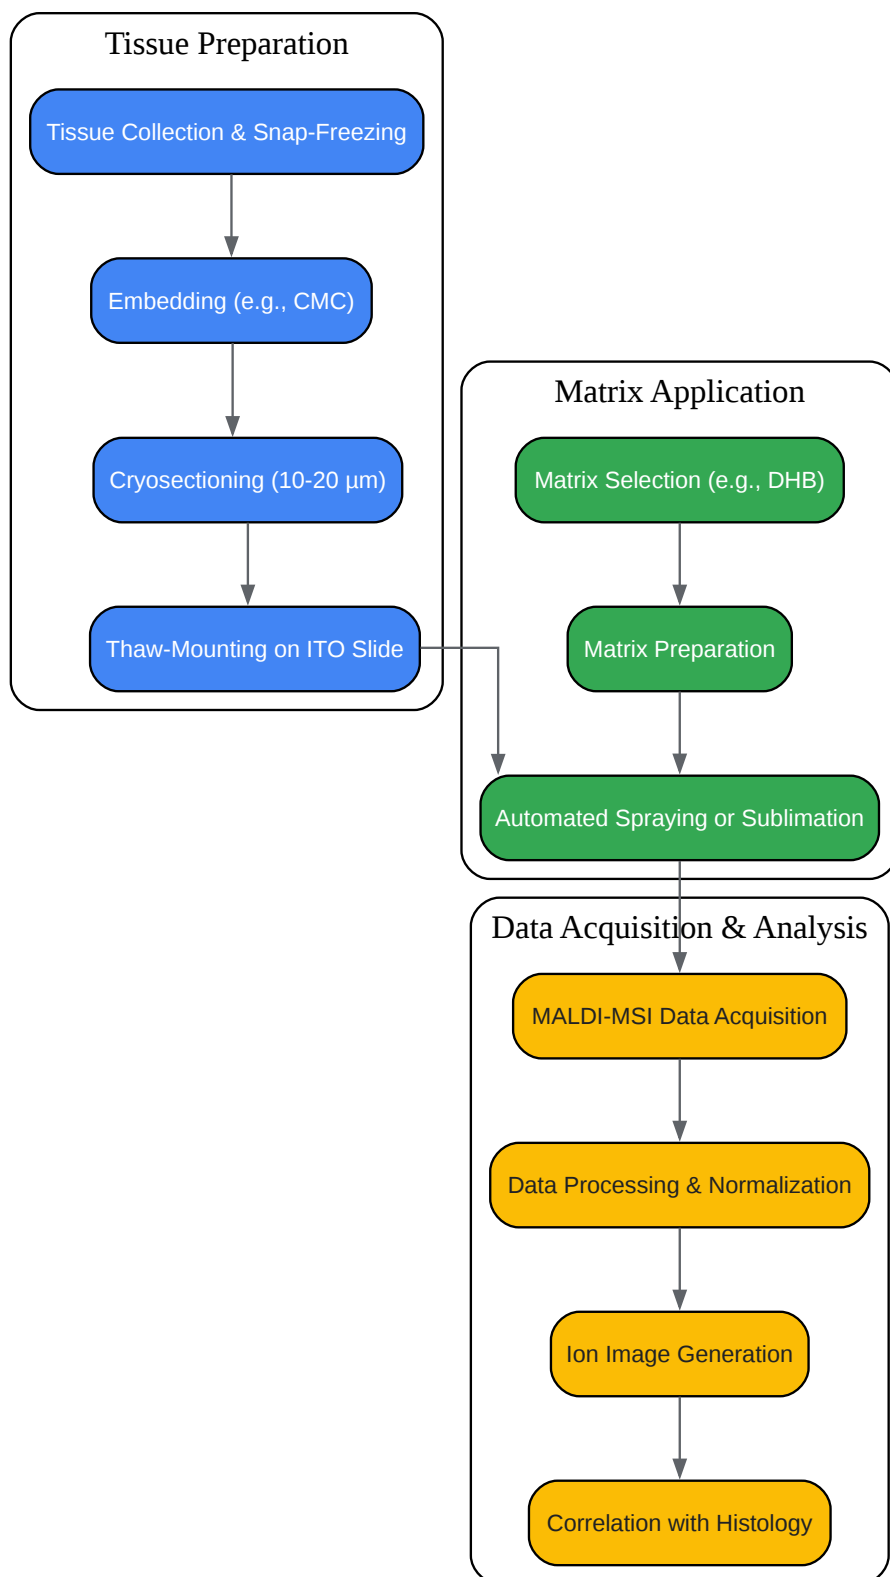 Tissue Preparation
Tissue Collection & Snap-Freezing
Embedding (e.g., CMC)
Cryosectioning (10-20 µm)
Thaw-Mounting on ITO Slide
Matrix Application
Matrix Selection (e.g., DHB)
Matrix Preparation
Automated Spraying or Sublimation
Data Acquisition & Analysis
MALDI-MSI Data Acquisition
Data Processing & Normalization
Ion Image Generation
Correlation with Histology